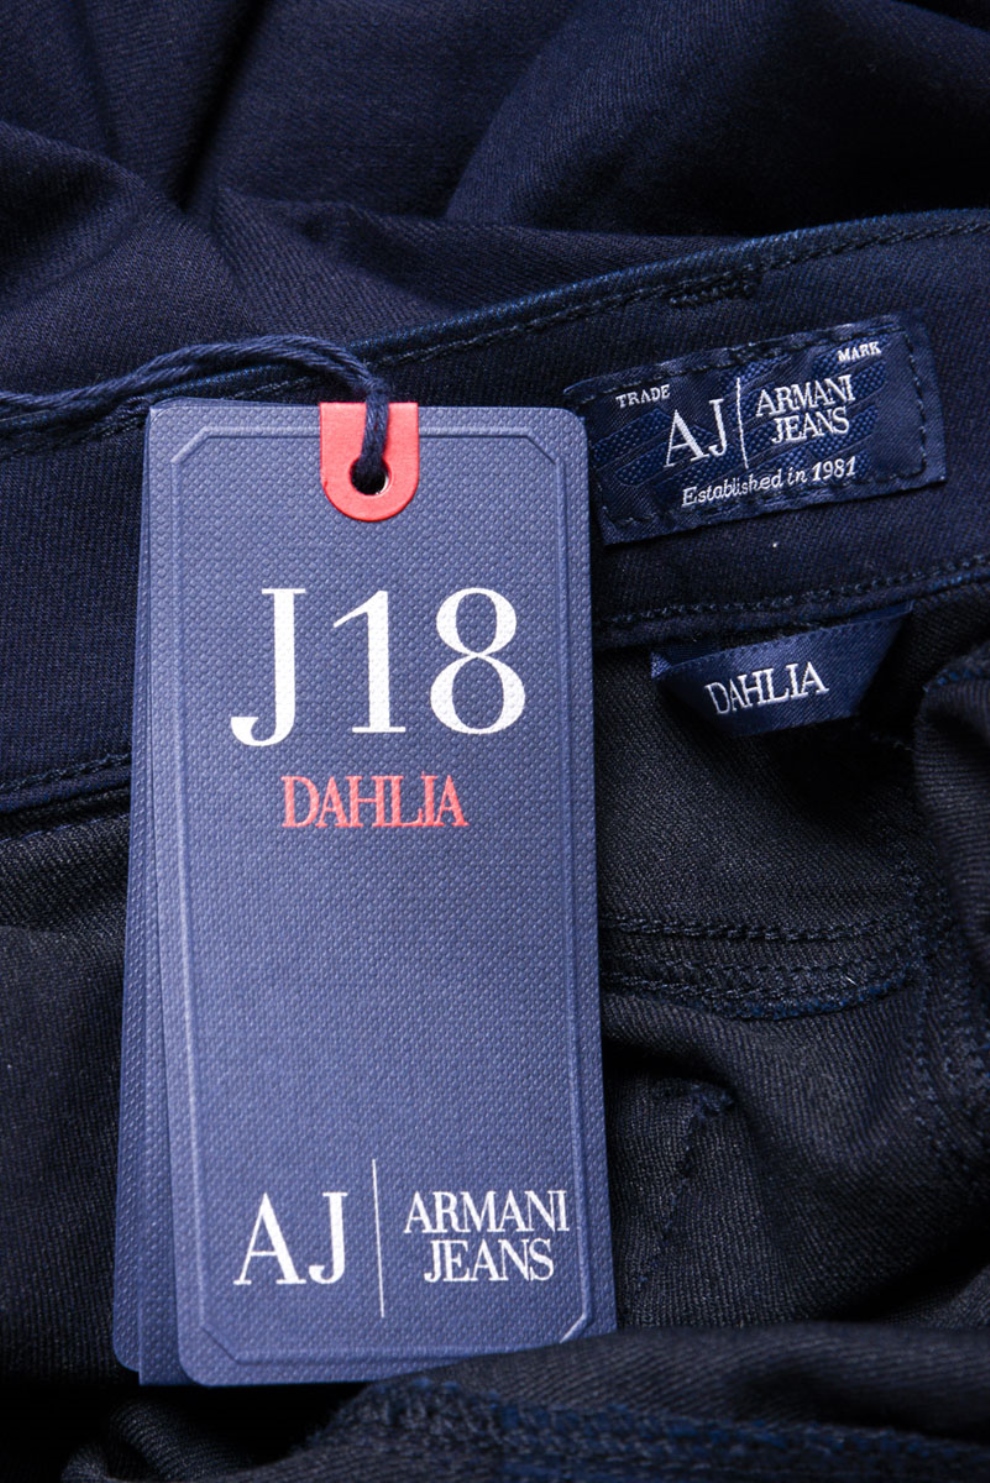 TRADE MARK
AJ ARMANI
JEANS
Established in 1981
J18
DAHLIA
DAHLIA
AJ ARMANI
JEANS